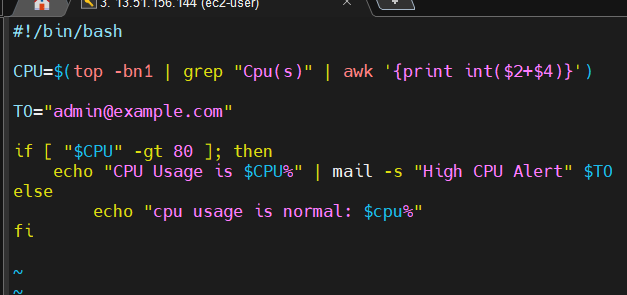 3. 13.51.156.144 (ec2-user)
#!/bin/bash
CPU=$(top -bn1 | grep "Cpu(s)" | awk '{print int($2+$4)}')
TO="admin@example.com"
if [ "$CPU" -gt 80 ]; then
    echo "CPU Usage is $CPU%" | mail -s "High CPU Alert" $TO
else
        echo "cpu usage is normal: $cpu%"
fi
~
~